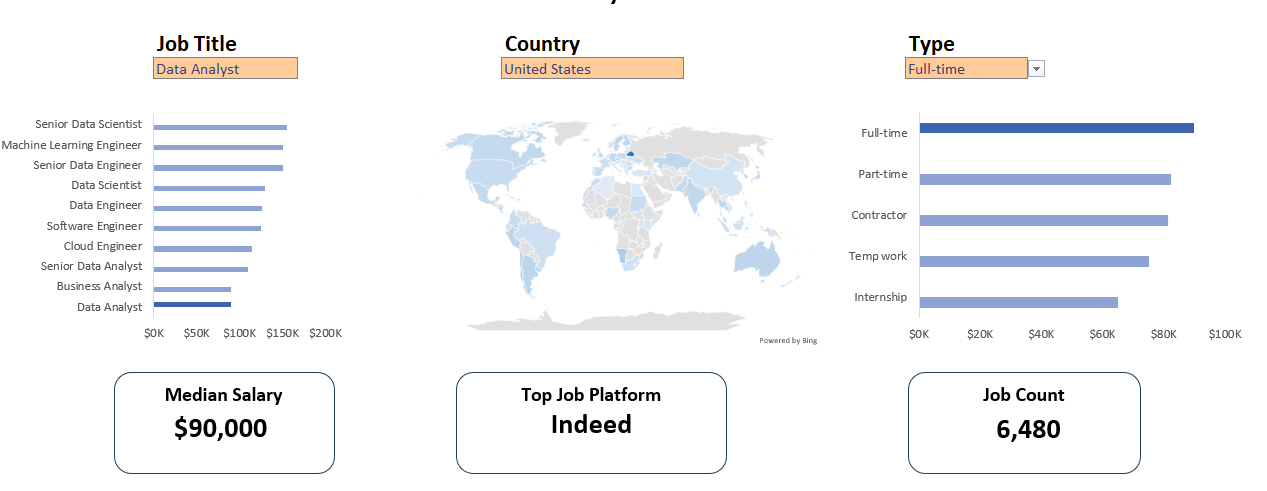 Job Title
Data Analyst
Country
United States
Type
Full-time
Senior Data Scientist
Machine Learning Engineer
Senior Data Engineer
Data Scientist
Data Engineer
Software Engineer
Cloud Engineer
Senior Data Analyst
Business Analyst
Data Analyst
$0K $50K $100K $150K $200K
Powered by Bing
Full-time
Part-time
Contractor
Temp work
Internship
$0K $20K $40K $60K $80K $100K
Median Salary
$90,000
Top Job Platform
Indeed
Job Count
6,480